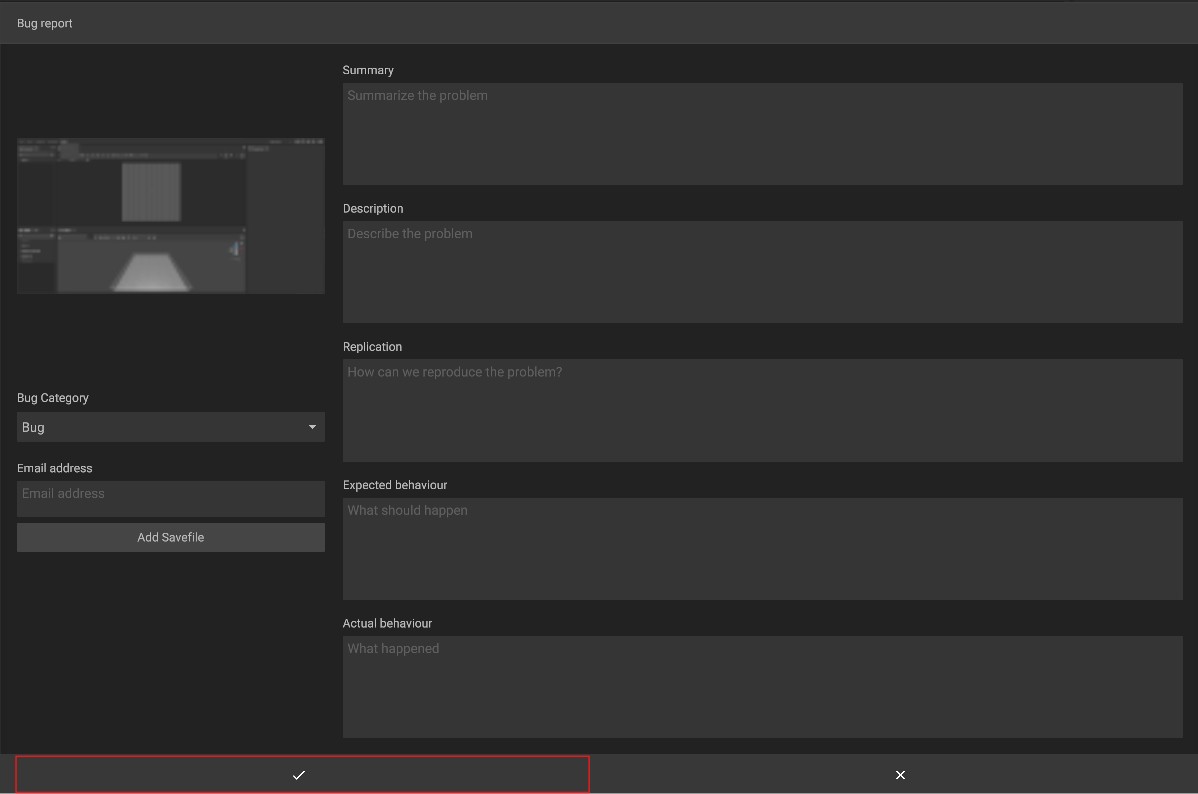 Bug report
Summary
Summarize the problem
Description
Describe the problem
Replication
How can we reproduce the problem?
Bug Category
Bug
Email address
Email address
Add Savefile
Expected behaviour
What should happen
Actual behaviour
What happened